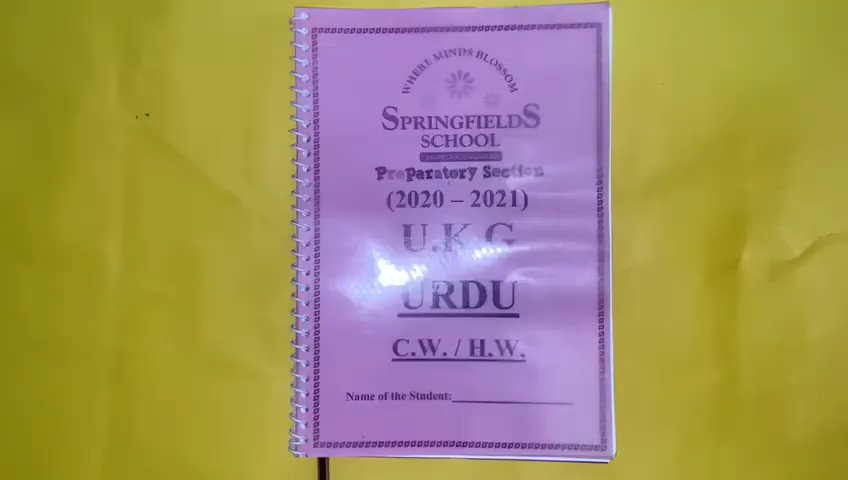 WHERE MINDS BLOSSOM
SPRINGFIELDS
SCHOOL
Preparatory Section
(2020 – 2021)
U.K.G
URDU
C.W. / H.W.
Name of the Student: